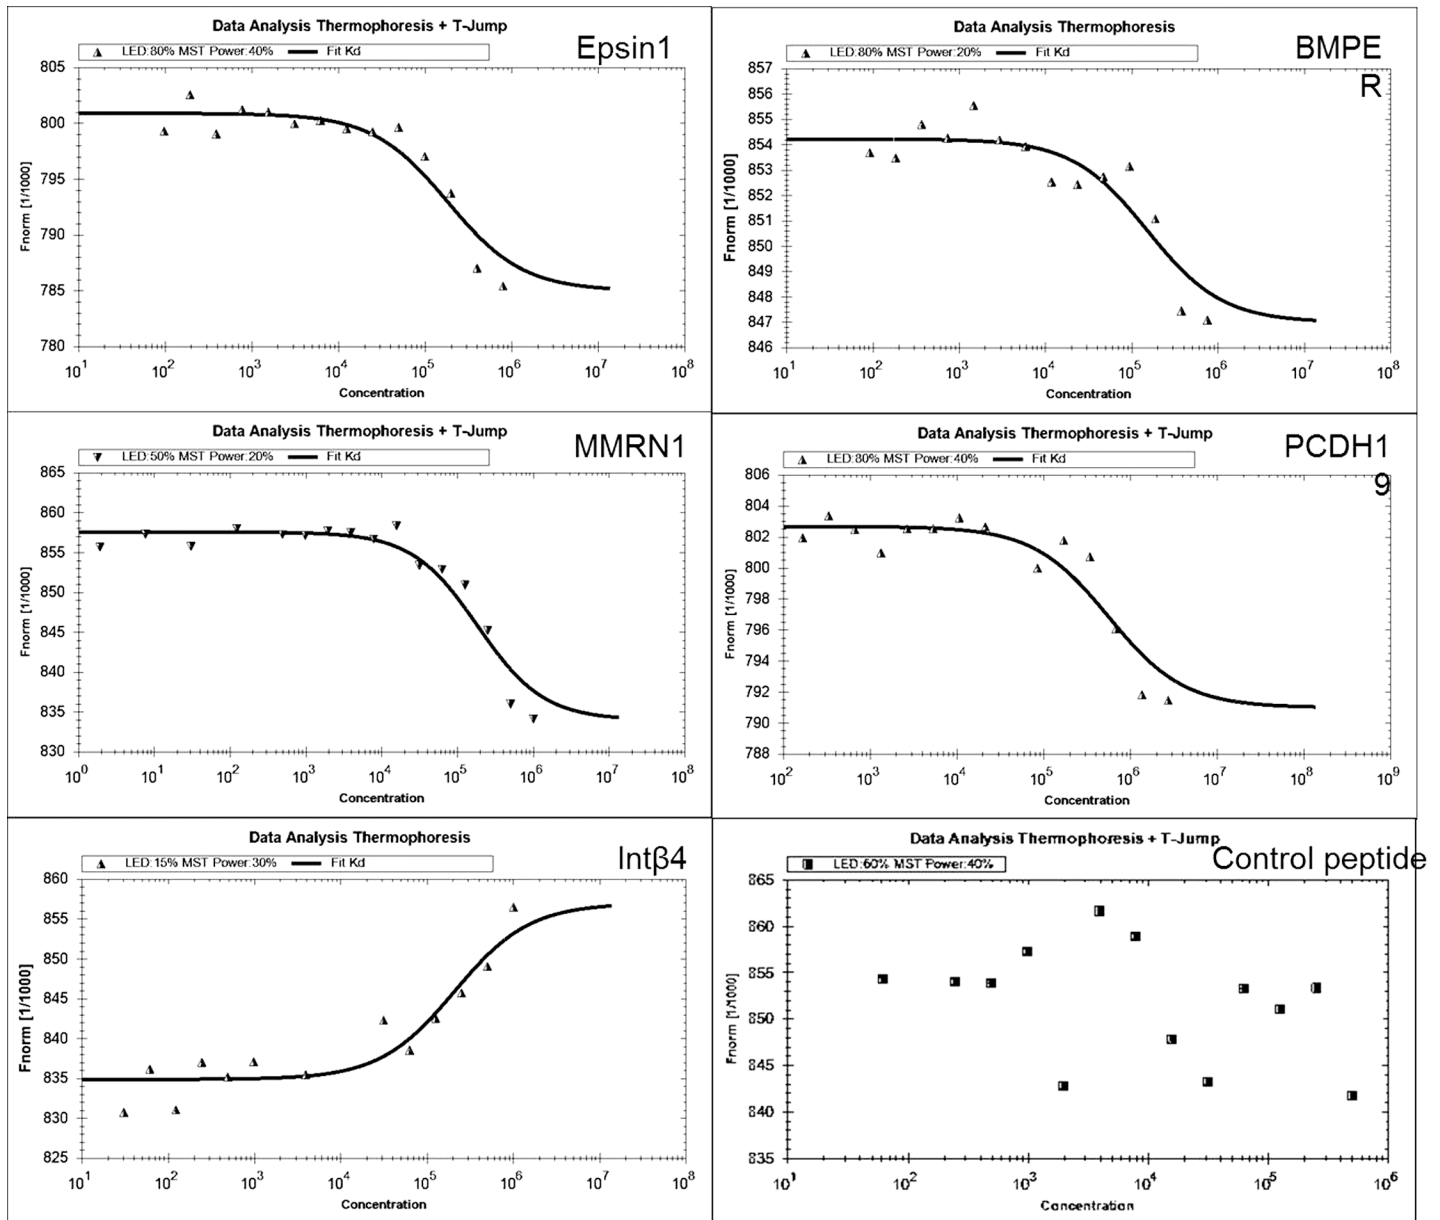 Data Analysis Thermophoresis + T-Jump
LED:80% MST Power:40% Fit Kd
Epsin1
805
800
795
790
785
780
Fnorm [1/1000]
10^1 10^2 10^3 10^4 10^5 10^6 10^7 10^8
Concentration
Data Analysis Thermophoresis
LED:80% MST Power:20% Fit Kd
BMPE
R
857
856
855
854
853
852
851
850
849
848
847
846
Fnorm [1/1000]
10^1 10^2 10^3 10^4 10^5 10^6 10^7 10^8
Concentration
Data Analysis Thermophoresis + T-Jump
LED:50% MST Power:20% Fit Kd
MMRN1
865
860
855
850
845
840
835
830
Fnorm [1/1000]
10^0 10^1 10^2 10^3 10^4 10^5 10^6 10^7 10^8
Concentration
Data Analysis Thermophoresis + T-Jump
LED:80% MST Power:40% Fit Kd
PCDH1
9
806
804
802
800
798
796
794
792
790
788
Fnorm [1/1000]
10^2 10^3 10^4 10^5 10^6 10^7 10^8 10^9
Concentration
Data Analysis Thermophoresis
LED:15% MST Power:30% Fit Kd
Intβ4
860
855
850
845
840
835
830
825
Fnorm [1/1000]
10^1 10^2 10^3 10^4 10^5 10^6 10^7 10^8
Concentration
Data Analysis Thermophoresis + T-Jump
LED:60% MST Power:40%
Control peptide
865
860
855
850
845
840
835
Fnorm [1/1000]
10^1 10^2 10^3 10^4 10^5 10^6
Concentration